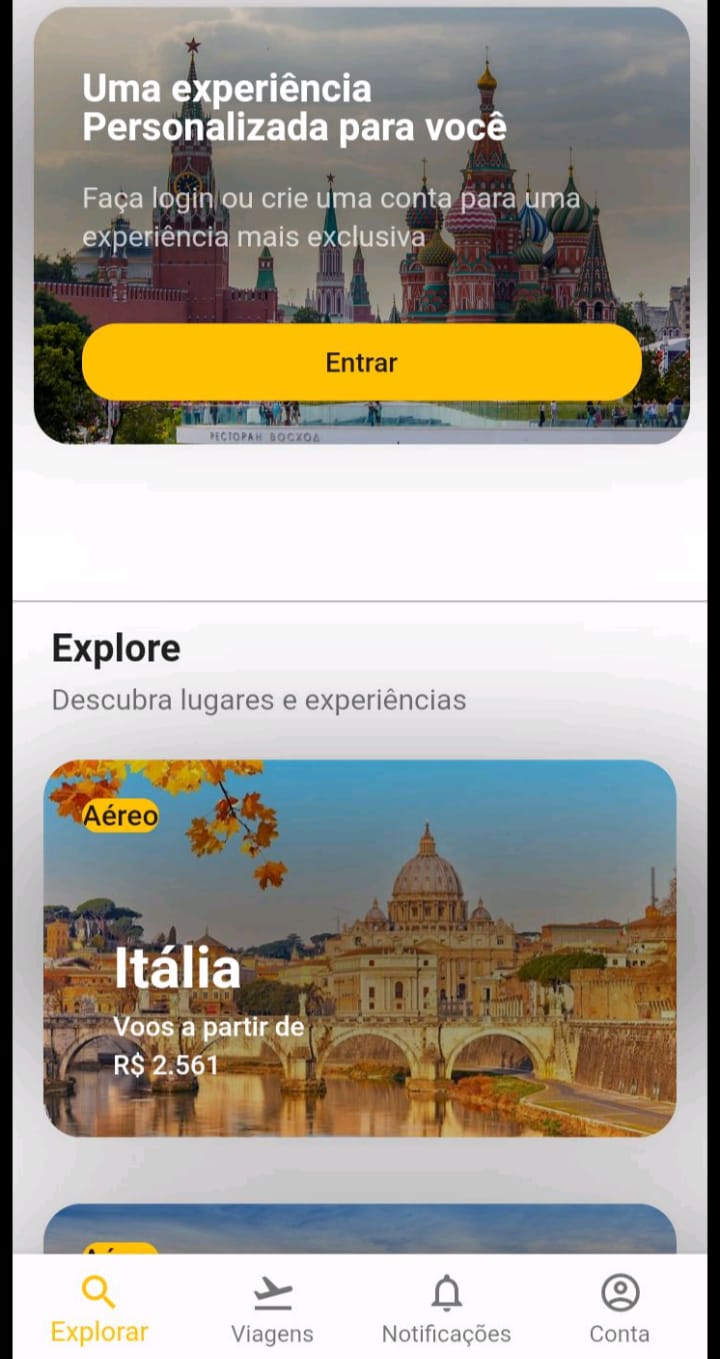 Uma experiência
Personalizada para você
Faça login ou crie uma conta para uma
experiência mais exclusiva
Entrar
РЕСТОРАН ВОСХОД
Explore
Descubra lugares e experiências
Aéreo
Itália
Voos a partir de
R$ 2.561
Explorar
Viagens
Notificações
Conta